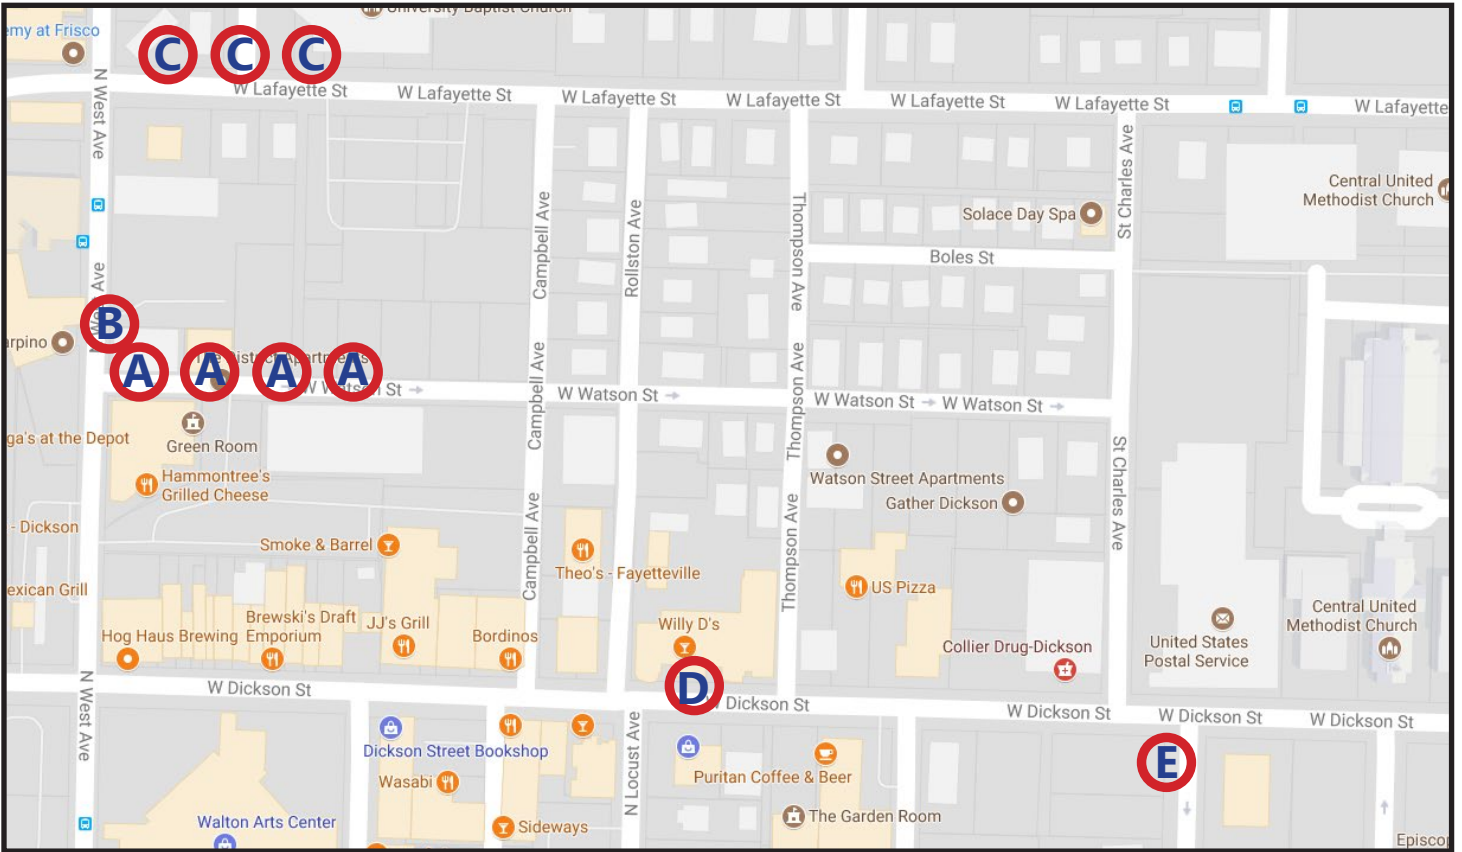 University Baptist Church
emy at Frisco
C C C
W Lafayette St
W Lafayette St
W Lafayette St
W Lafayette St
W Lafayette St
W Lafayette St
W Lafayette
N West Ave
St Charles Ave
Central United
Methodist Church
Campbell Ave
Rollston Ave
Thompson Ave
Solace Day Spa
Boles St
B
arpino
A A A A
The District Apartments
W Watson St
W Watson St
W Watson St
W Watson St
Campbell Ave
Thompson Ave
St Charles Ave
ga's at the Depot
Green Room
Hammontree's
Grilled Cheese
Watson Street Apartments
Gather Dickson
- Dickson
Smoke & Barrel
Campbell Ave
Thompson Ave
Theo's - Fayetteville
US Pizza
exican Grill
Hog Haus Brewing
Brewski's Draft
Emporium
JJ's Grill
Bordinos
Willy D's
Collier Drug-Dickson
United States
Postal Service
Central United
Methodist Church
D
W Dickson St
W Dickson St
W Dickson St
W Dickson St
W Dickson St
N West Ave
N Locust Ave
Dickson Street Bookshop
Wasabi
Puritan Coffee & Beer
E
Walton Arts Center
Sideways
The Garden Room
Episco